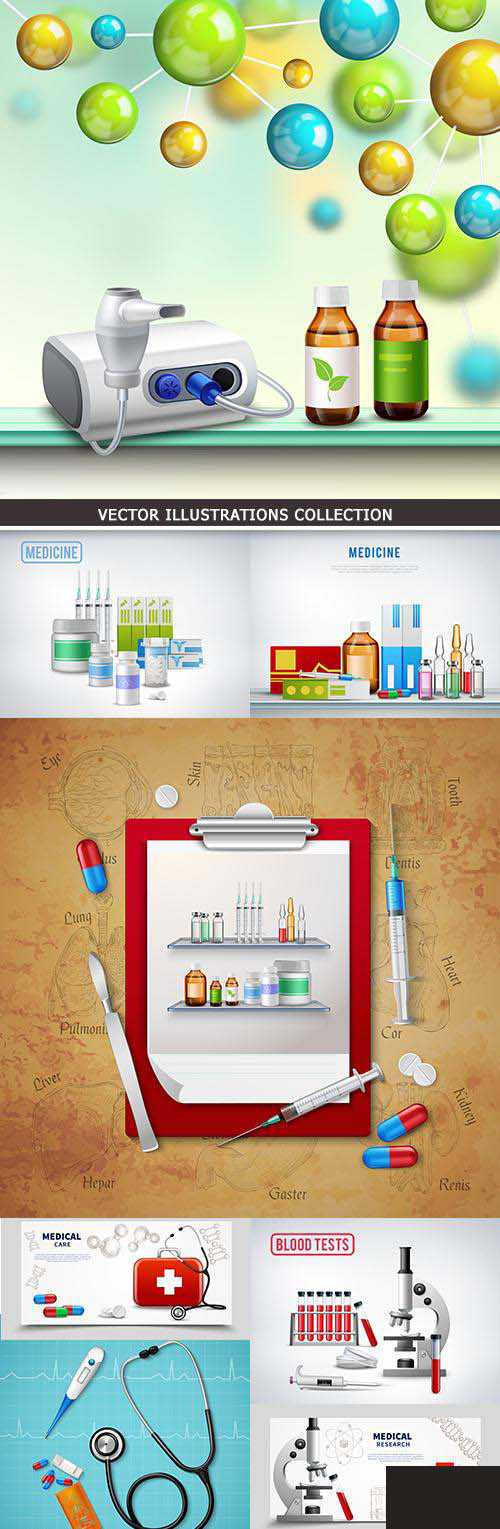 VECTOR ILLUSTRATIONS COLLECTION
MEDICINE
MEDICINE
Eye
Skin
Tooth
Dentis
Lung
Heart
Pulmonis
Cor
Liver
Kidney
Hepar
Gaster
Renis
MEDICAL
CARE
BLOOD TESTS
MEDICAL
RESEARCH